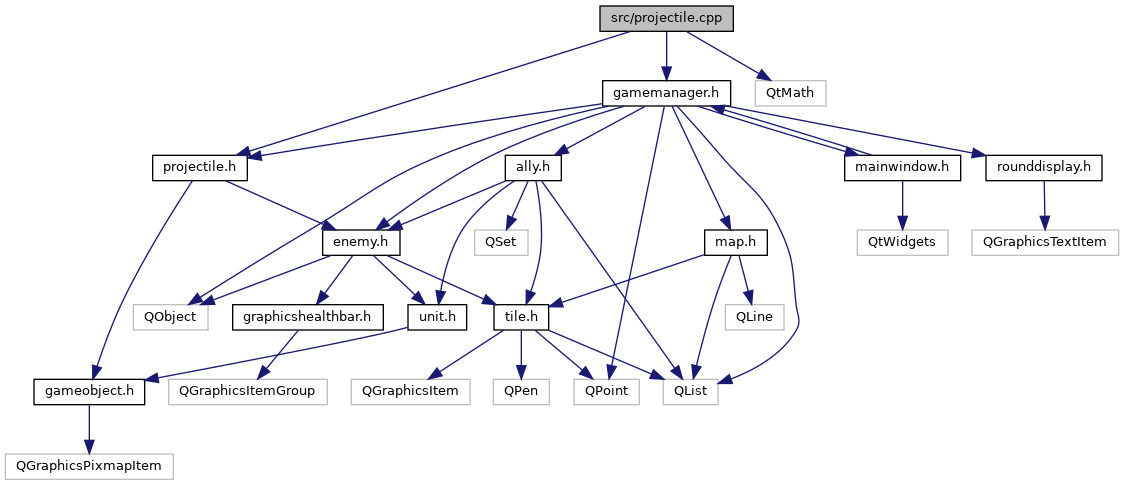 src/projectile.cpp
gamemanager.h
QtMath
projectile.h
ally.h
mainwindow.h
rounddisplay.h
enemy.h
QSet
map.h
QtWidgets
QGraphicsTextItem
QObject
graphicshealthbar.h
unit.h
tile.h
QLine
gameobject.h
QGraphicsItemGroup
QGraphicsItem
QPen
QPoint
QList
QGraphicsPixmapItem